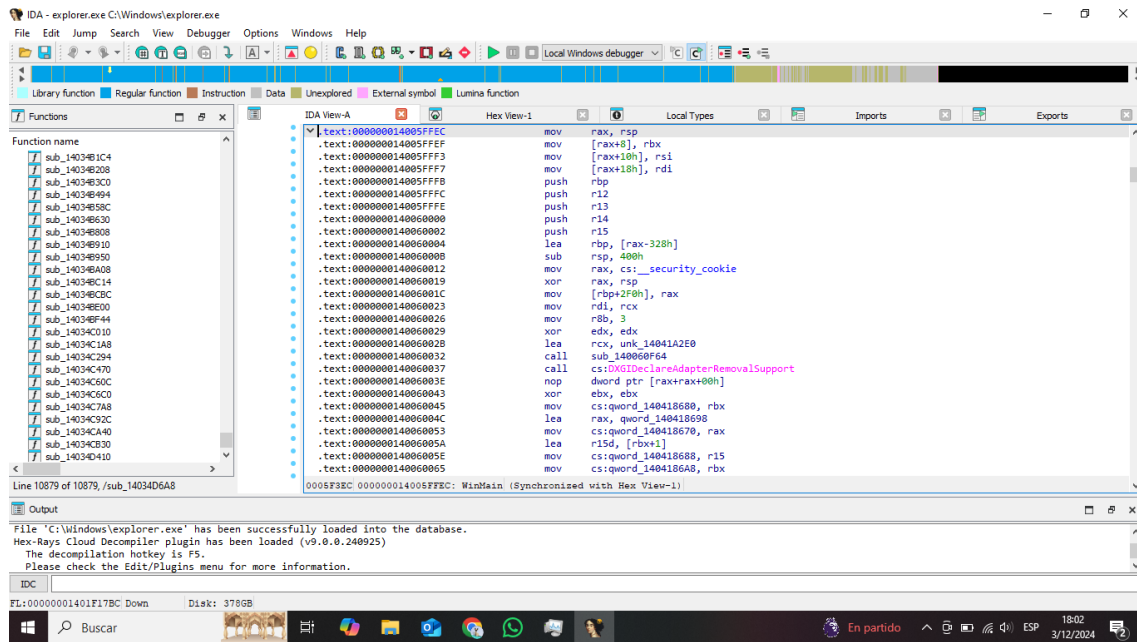 IDA - explorer.exe C:\Windows\explorer.exe
File Edit Jump Search View Debugger Options Windows Help
Local Windows debugger
Library function Regular function Instruction Data Unexplored External symbol Lumina function
Functions
Function name
sub_14034B1C4
sub_14034B208
sub_14034B3C0
sub_14034B494
sub_14034B58C
sub_14034B630
sub_14034B808
sub_14034B910
sub_14034B950
sub_14034BA08
sub_14034BC14
sub_14034BCBC
sub_14034BE00
sub_14034BF44
sub_14034C010
sub_14034C1A8
sub_14034C294
sub_14034C470
sub_14034C60C
sub_14034C6C0
sub_14034C7A8
sub_14034C92C
sub_14034CA40
sub_14034CB30
sub_14034D410
Line 10879 of 10879, /sub_14034D6A8
IDA View-A Hex View-1 Local Types Imports Exports
.text:000000014005FFEC mov rax, rsp
.text:000000014005FFEF mov [rax+8], rbx
.text:000000014005FFF3 mov [rax+10h], rsi
.text:000000014005FFF7 mov [rax+18h], rdi
.text:000000014005FFFB push rbp
.text:000000014005FFFC push r12
.text:000000014005FFFE push r13
.text:0000000140060000 push r14
.text:0000000140060002 push r15
.text:0000000140060004 lea rbp, [rax-328h]
.text:000000014006000B sub rsp, 400h
.text:0000000140060012 mov rax, cs:__security_cookie
.text:0000000140060019 xor rax, rsp
.text:000000014006001C mov [rbp+2F0h], rax
.text:0000000140060023 mov rdi, rcx
.text:0000000140060026 mov r8b, 3
.text:0000000140060029 xor edx, edx
.text:000000014006002B lea rcx, unk_14041A2E0
.text:0000000140060032 call sub_140060F64
.text:0000000140060037 call cs:DXGIDeclareAdapterRemovalSupport
.text:000000014006003E nop dword ptr [rax+rax+00h]
.text:0000000140060043 xor ebx, ebx
.text:0000000140060045 mov cs:qword_140418680, rbx
.text:000000014006004C lea rax, qword_140418698
.text:0000000140060053 mov cs:qword_140418670, rax
.text:000000014006005A lea r15d, [rbx+1]
.text:000000014006005E mov cs:qword_140418688, r15
.text:0000000140060065 mov cs:qword_1404186A8, rbx
0005F3EC 000000014005FFEC: WinMain (Synchronized with Hex View-1)
Output
File 'C:\Windows\explorer.exe' has been successfully loaded into the database.
Hex-Rays Cloud Decompiler plugin has been loaded (v9.0.0.240925)
The decompilation hotkey is F5.
Please check the Edit/Plugins menu for more information.
IDC
FL:00000001401F17BC Down Disk: 378GB
Buscar
En partido
ESP
18:02
3/12/2024
2